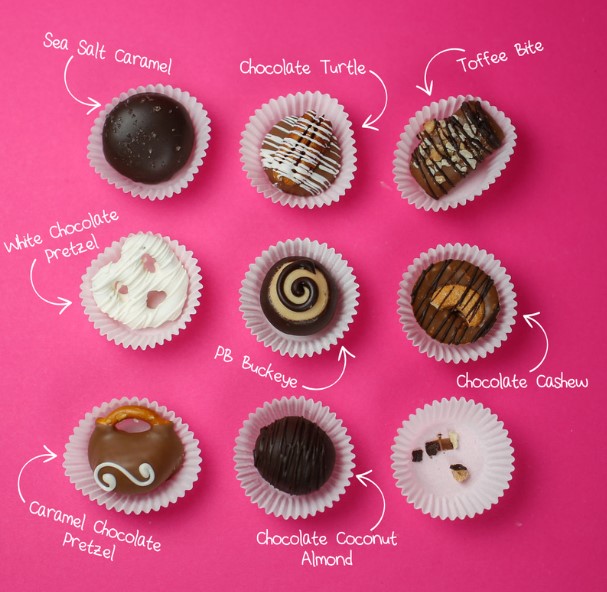 Sea Salt Caramel
Chocolate Turtle
Toffee Bite
White Chocolate
Pretzel
PB Buckeye
Chocolate Cashew
Caramel Chocolate
Pretzel
Chocolate Coconut
Almond